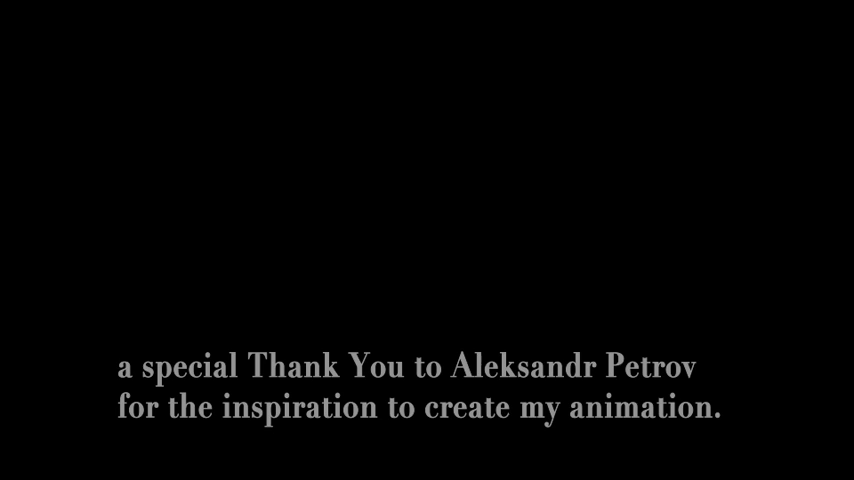 a special Thank You to Aleksandr Petrov
for the inspiration to create my animation.